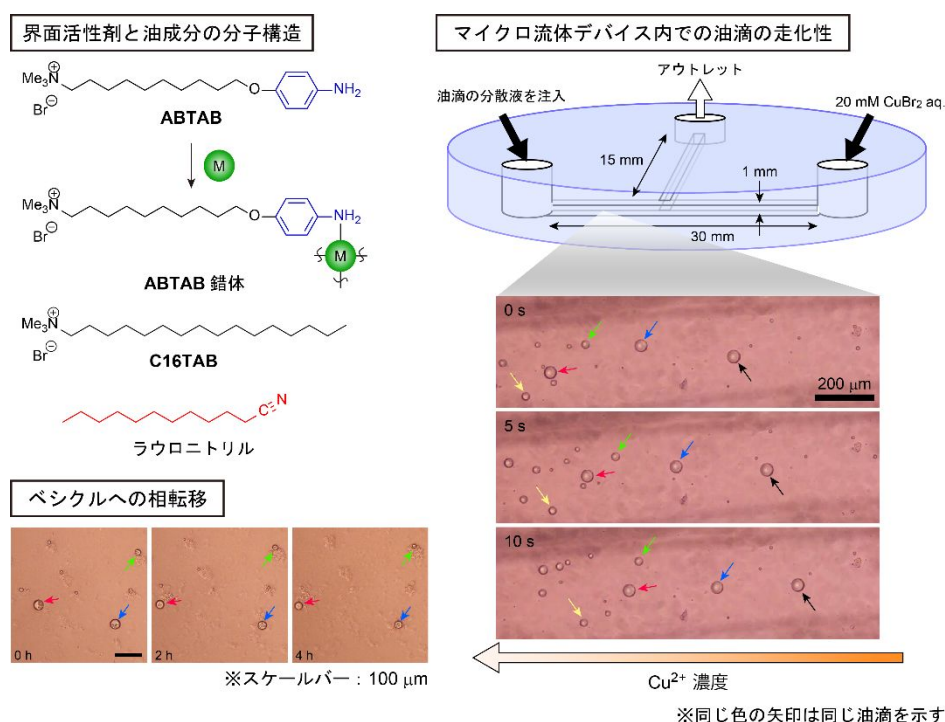 界面活性剤と油成分の分子構造
Me₃N⊕
Br⊖
O
NH₂
ABTAB
M
Me₃N⊕
Br⊖
O
NH₂
M
ABTAB 錯体
Me₃N⊕
Br⊖
C16TAB
C≡N
ラウロニトリル
ベシクルへの相転移
0 h
2 h
4 h
※スケールバー：100 μm
マイクロ流体デバイス内での油滴の走化性
アウトレット
油滴の分散液を注入
20 mM CuBr₂ aq.
15 mm
1 mm
30 mm
0 s
200 μm
5 s
10 s
Cu²⁺ 濃度
※同じ色の矢印は同じ油滴を示す